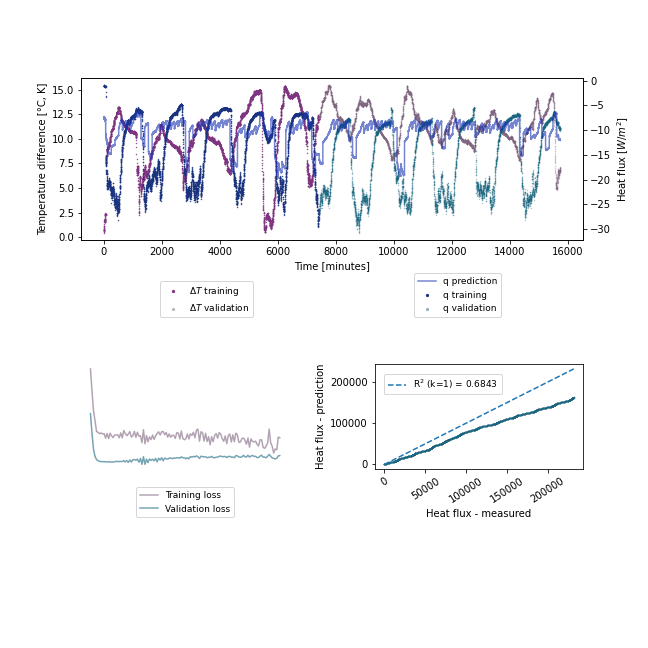 15.0
12.5
10.0
7.5
5.0
2.5
0.0
Temperature difference [°C, K]
0
−5
−10
−15
−20
−25
−30
Heat flux [W/m²]
0 2000 4000 6000 8000 10000 12000 14000 16000
Time [minutes]
ΔT training
ΔT validation
q prediction
q training
q validation
Training loss
Validation loss
R² (k=1) = 0.6843
Heat flux - prediction
200000
100000
0
0 50000 100000 150000 200000
Heat flux - measured